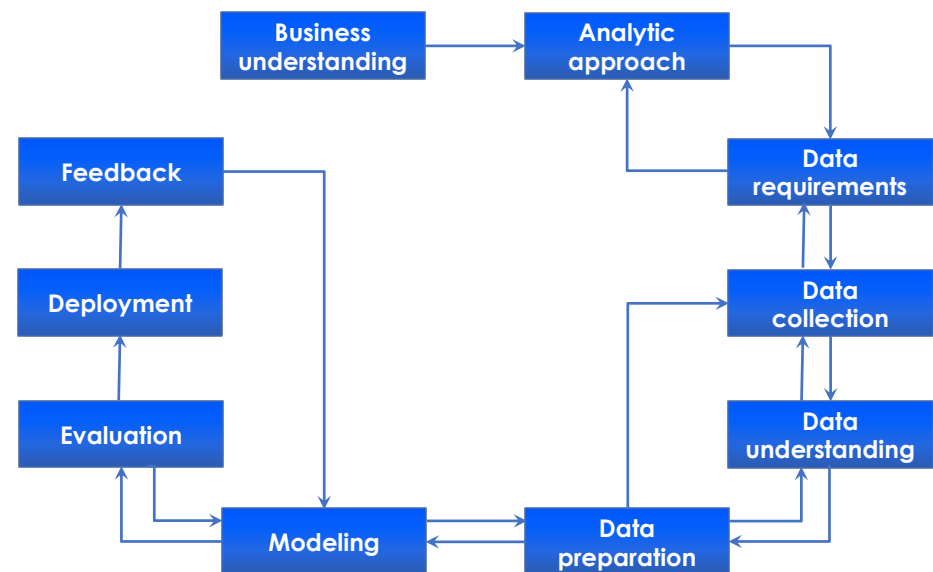 Business
understanding
Analytic
approach
Feedback
Data
requirements
Deployment
Data
collection
Evaluation
Data
understanding
Modeling
Data
preparation